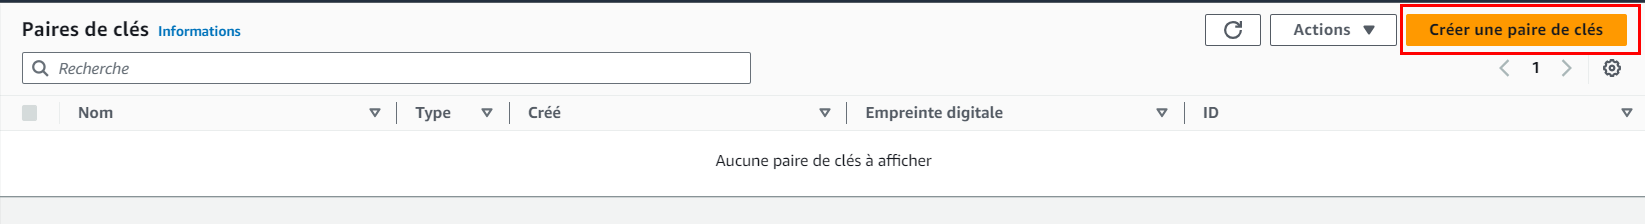 Paires de clés Informations
Actions
Créer une paire de clés
Recherche
1
Nom Type Créé Empreinte digitale ID
Aucune paire de clés à afficher